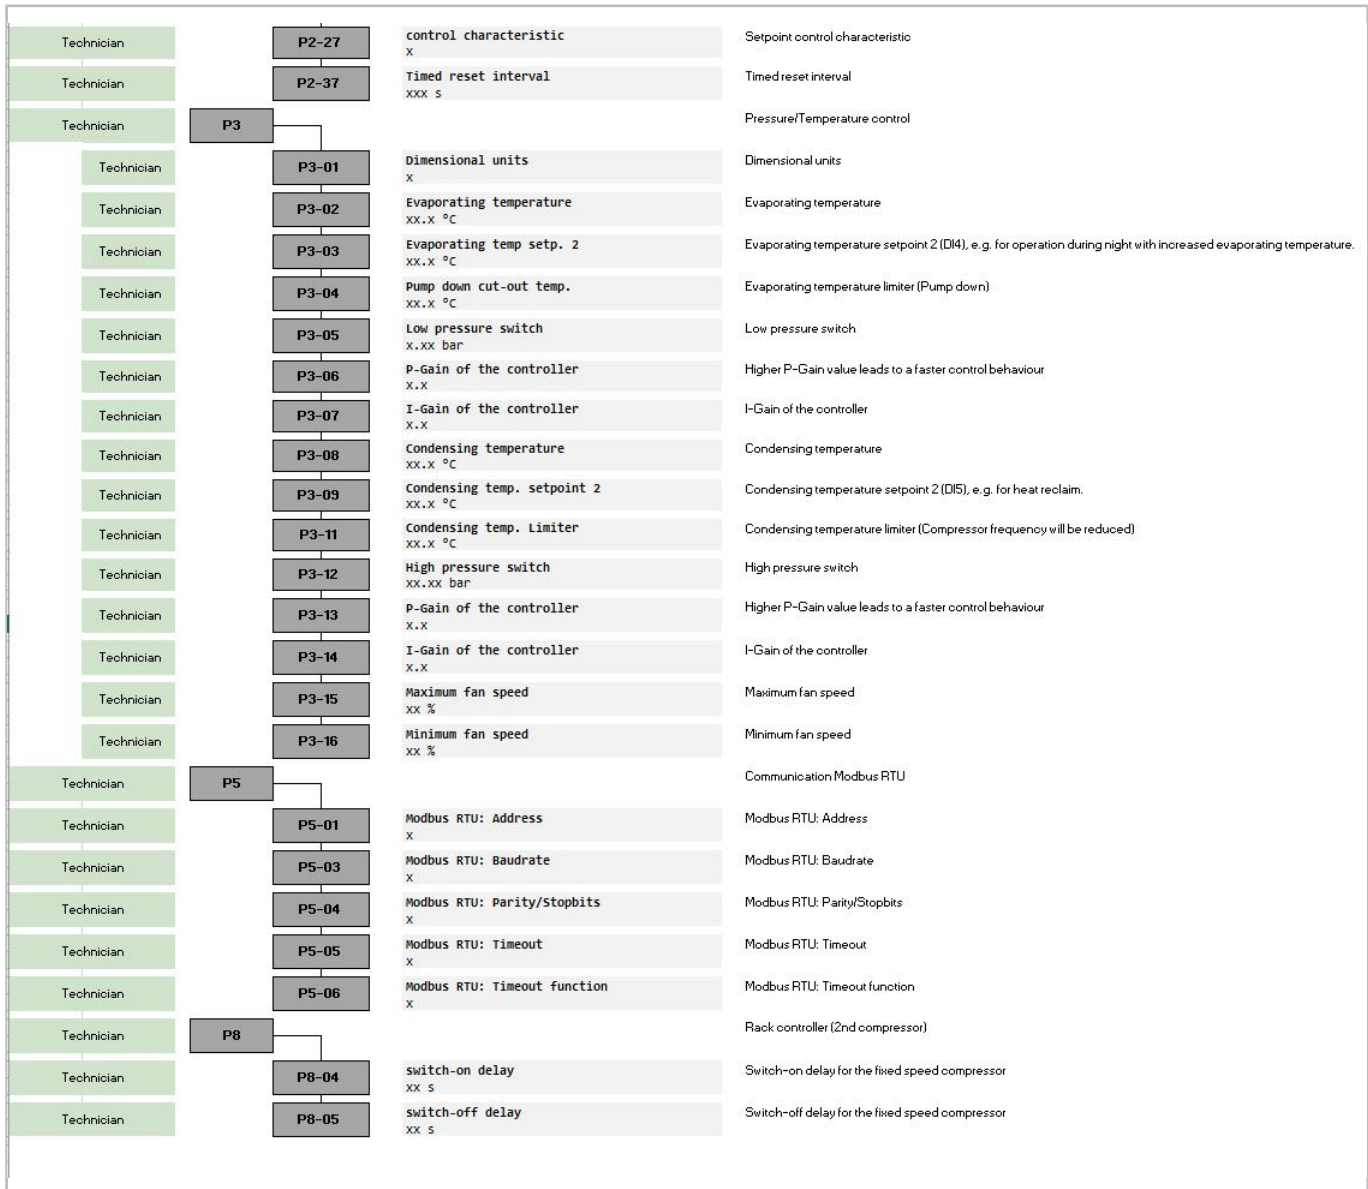 Technician P2-27 control characteristic Setpoint control characteristic
x
Technician P2-37 Timed reset interval Timed reset interval
xxx s
Technician P3 Pressure/Temperature control
Technician P3-01 Dimensional units Dimensional units
x
Technician P3-02 Evaporating temperature Evaporating temperature
xx.x °C
Technician P3-03 Evaporating temp setp. 2 Evaporating temperature setpoint 2 (DI4), e.g. for operation during night with increased evaporating temperature.
xx.x °C
Technician P3-04 Pump down cut-out temp. Evaporating temperature limiter (Pump down)
xx.x °C
Technician P3-05 Low pressure switch Low pressure switch
x.xx bar
Technician P3-06 P-Gain of the controller Higher P-Gain value leads to a faster control behaviour
x.x
Technician P3-07 I-Gain of the controller I-Gain of the controller
x.x
Technician P3-08 Condensing temperature Condensing temperature
xx.x °C
Technician P3-09 Condensing temp. setpoint 2 Condensing temperature setpoint 2 (DI5), e.g. for heat reclaim.
xx.x °C
Technician P3-11 Condensing temp. Limiter Condensing temperature limiter (Compressor frequency will be reduced)
xx.x °C
Technician P3-12 High pressure switch High pressure switch
xx.xx bar
Technician P3-13 P-Gain of the controller Higher P-Gain value leads to a faster control behaviour
x.x
Technician P3-14 I-Gain of the controller I-Gain of the controller
x.x
Technician P3-15 Maximum fan speed Maximum fan speed
xx %
Technician P3-16 Minimum fan speed Minimum fan speed
xx %
Technician P5 Communication Modbus RTU
Technician P5-01 Modbus RTU: Address Modbus RTU: Address
x
Technician P5-03 Modbus RTU: Baudrate Modbus RTU: Baudrate
x
Technician P5-04 Modbus RTU: Parity/Stopbits Modbus RTU: Parity/Stopbits
x
Technician P5-05 Modbus RTU: Timeout Modbus RTU: Timeout
x
Technician P5-06 Modbus RTU: Timeout function Modbus RTU: Timeout function
x
Technician P8 Rack controller (2nd compressor)
Technician P8-04 switch-on delay Switch-on delay for the fixed speed compressor
xx s
Technician P8-05 switch-off delay Switch-off delay for the fixed speed compressor
xx s